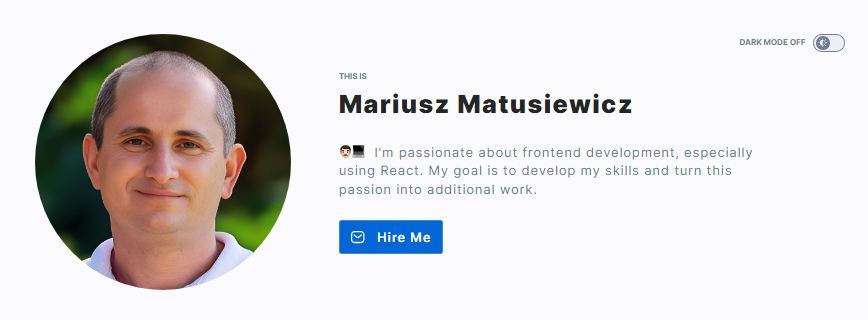 DARK MODE OFF
THIS IS
Mariusz Matusiewicz
👨🏻‍💻 I'm passionate about frontend development, especially
using React. My goal is to develop my skills and turn this
passion into additional work.
Hire Me